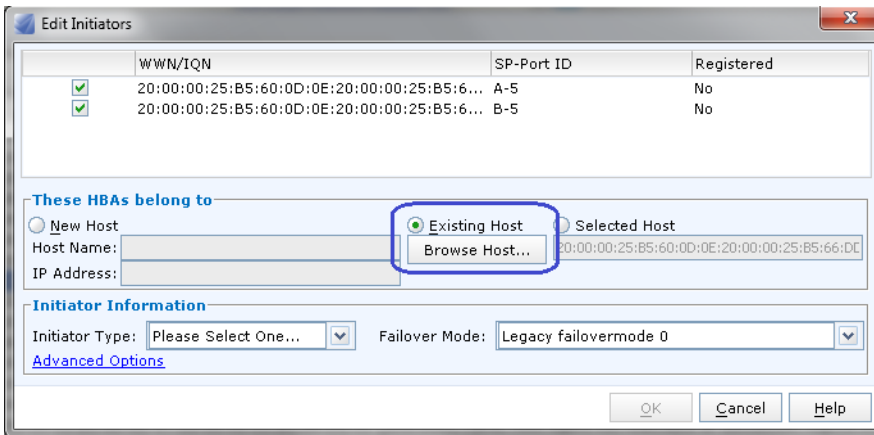 Edit Initiators
WWN/IQN SP-Port ID Registered
20:00:00:25:B5:60:0D:0E:20:00:00:25:B5:6... A-5 No
20:00:00:25:B5:60:0D:0E:20:00:00:25:B5:6... B-5 No
These HBAs belong to
New Host Existing Host Selected Host
Host Name: Browse Host... 20:00:00:25:B5:60:0D:0E:20:00:00:25:B5:66:DE
IP Address:
Initiator Information
Initiator Type: Please Select One... Failover Mode: Legacy failovermode 0
Advanced Options
OK Cancel Help